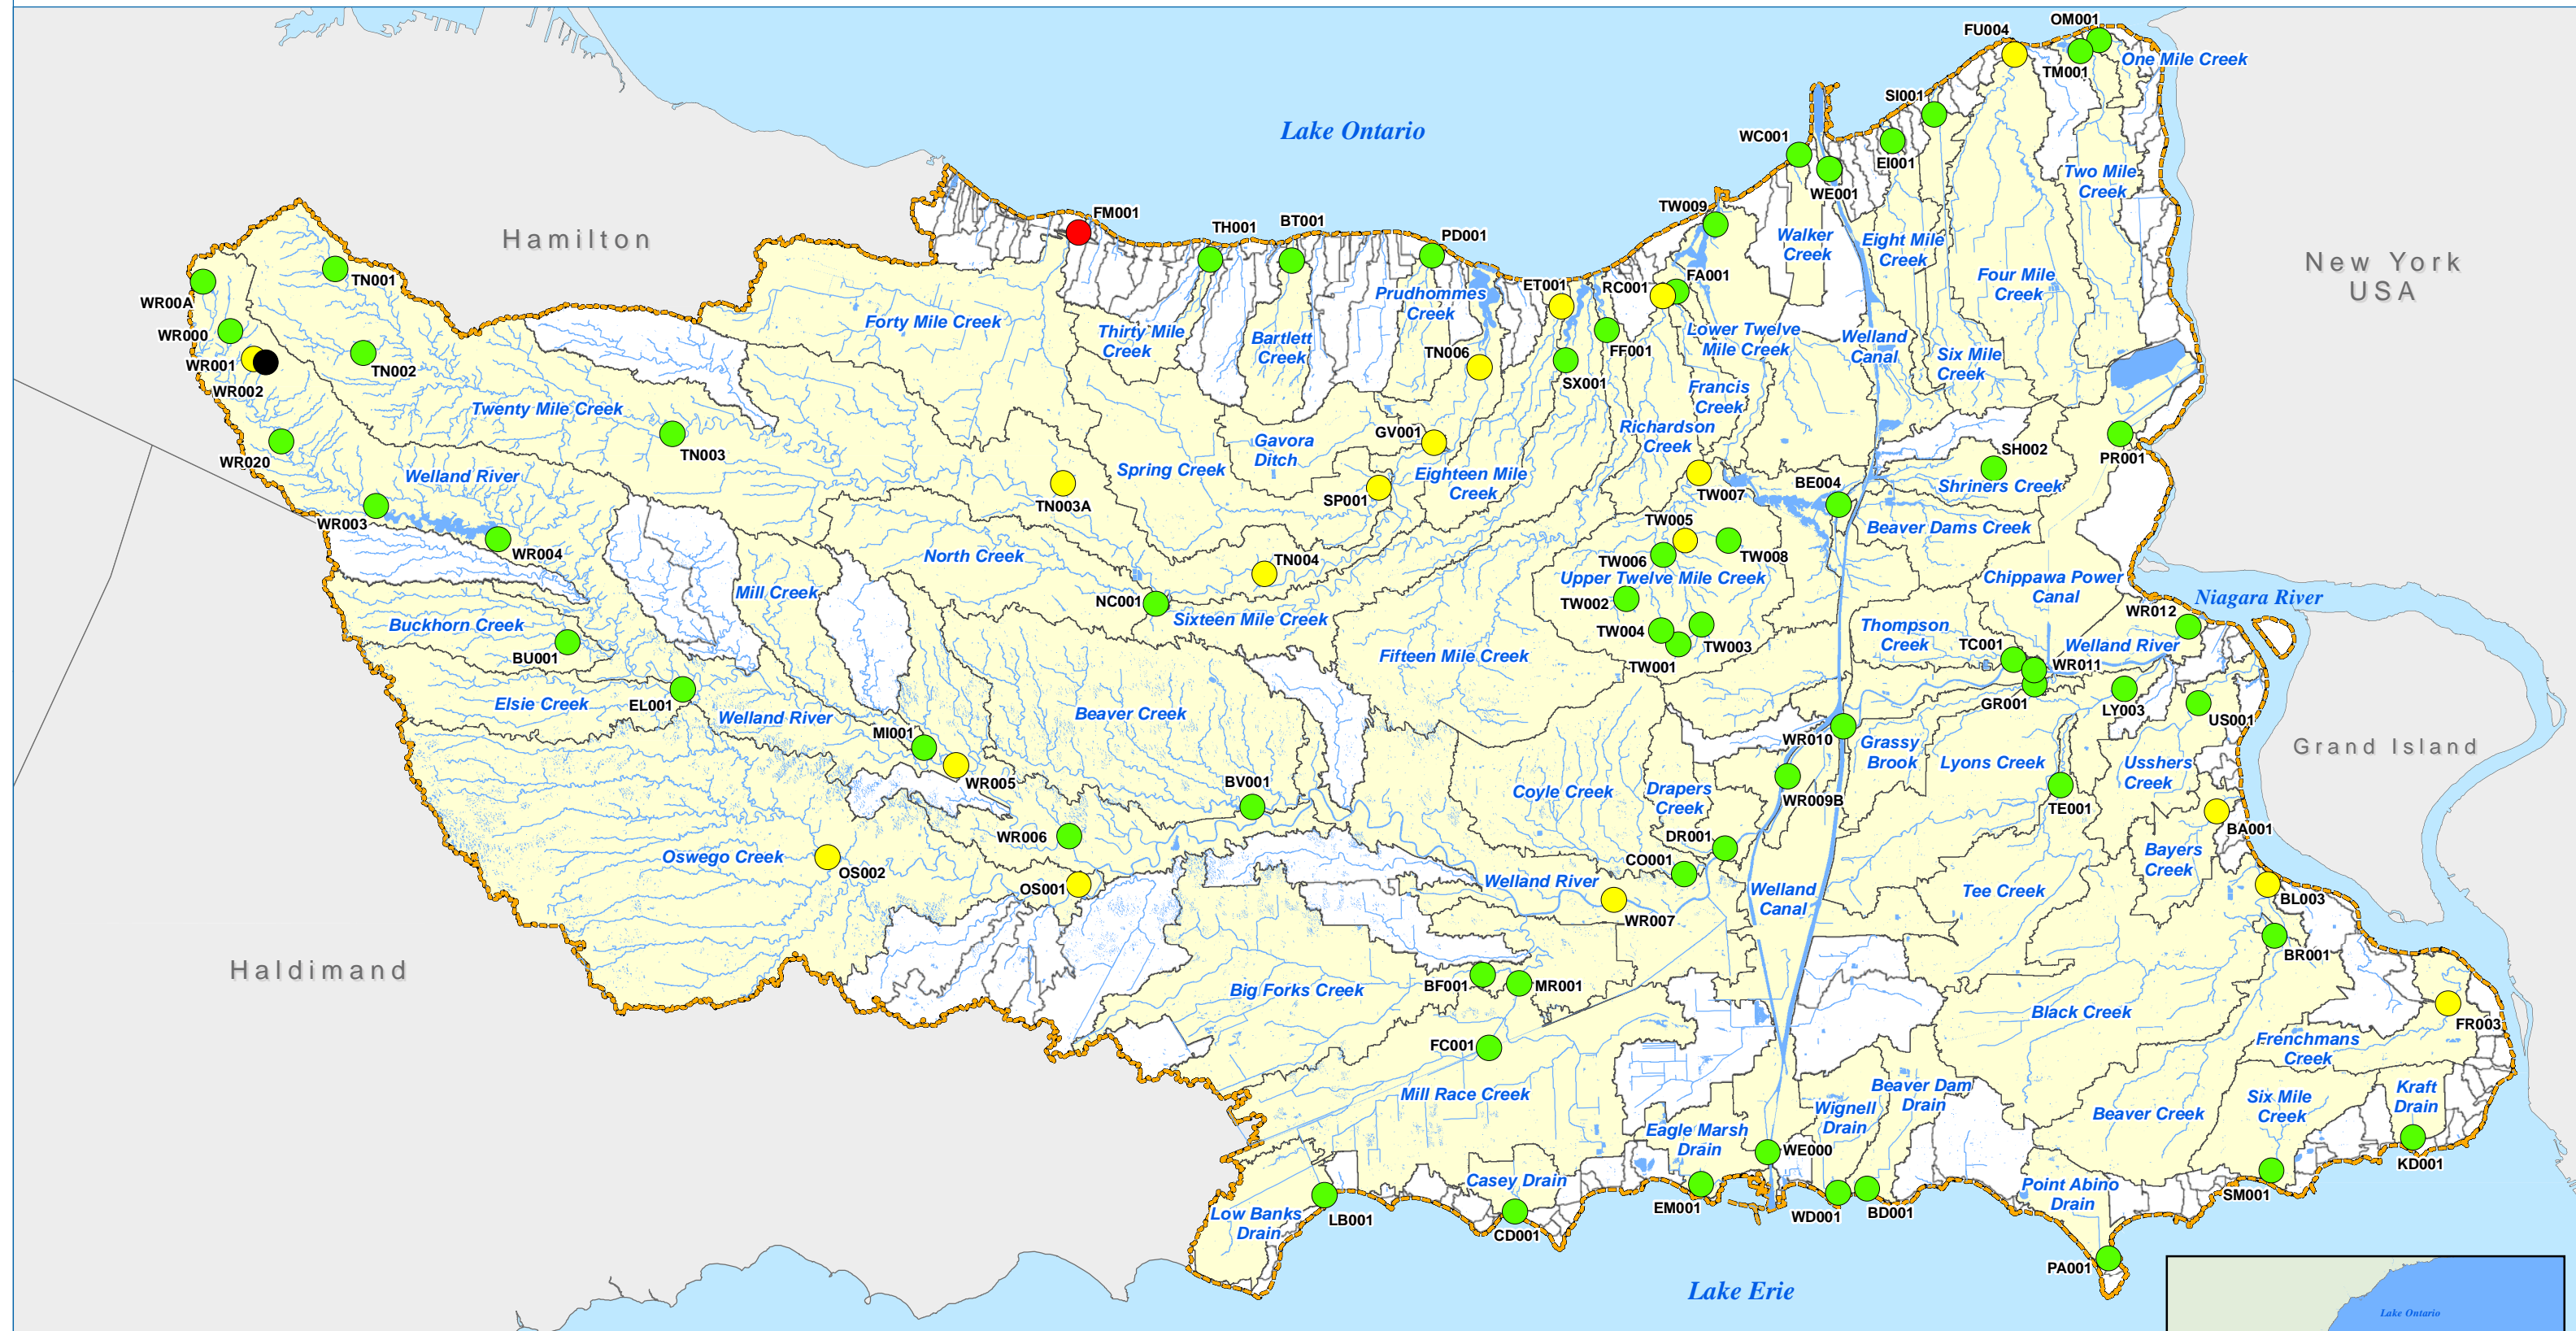 OM001
FU004
One Mile Creek
TM001
SI001
Lake Ontario
WC001
EI001
Two Mile
Creek
WE001
TW009
FM001
TH001
BT001
PD001
Hamilton
Walker
Creek
Eight Mile
Creek
New York
USA
TN001
FA001
Four Mile
Creek
WR00A
ET001
RC001
Prudhommes
Creek
Forty Mile Creek
Thirty Mile
Creek
Bartlett
Creek
Lower Twelve
Mile Creek
Welland
Canal
WR000
FF001
TN006
Six Mile
Creek
WR001
TN002
WR002
SX001
Francis
Creek
Twenty Mile Creek
Richardson
Creek
GV001
Gavora
Ditch
TN003
SH002
PR001
WR020
Spring Creek
Eighteen Mile
Creek
Welland River
Shriners Creek
BE004
TW007
SP001
TN003A
WR003
TW005
Beaver Dams Creek
WR004
North Creek
TN004
TW006
TW008
Upper Twelve Mile Creek
Chippawa Power
Canal
Mill Creek
NC001
TW002
Niagara River
WR012
Sixteen Mile Creek
Buckhorn Creek
Thompson
Creek
TW004
TW003
TC001
Welland River
BU001
Fifteen Mile Creek
TW001
WR011
Elsie Creek
EL001
GR001
LY003
US001
Welland River
Beaver Creek
MI001
WR010
Grassy
Brook
Lyons Creek
Usshers
Creek
Grand Island
WR005
BV001
Coyle Creek
Drapers
Creek
WR009B
TE001
WR006
DR001
BA001
Oswego Creek
OS002
OS001
CO001
Bayers
Creek
Welland River
Welland
Canal
Tee Creek
BL003
WR007
BR001
Haldimand
BF001
MR001
Big Forks Creek
Black Creek
FR003
FC001
Frenchmans
Creek
Mill Race Creek
Beaver Dam
Drain
Kraft
Drain
Wignell
Drain
Beaver Creek
Six Mile
Creek
Eagle Marsh
Drain
WE000
KD001
Casey Drain
Point Abino
Drain
SM001
Low Banks
Drain
LB001
CD001
EM001
WD001
BD001
PA001
Lake Erie
Lake Ontario